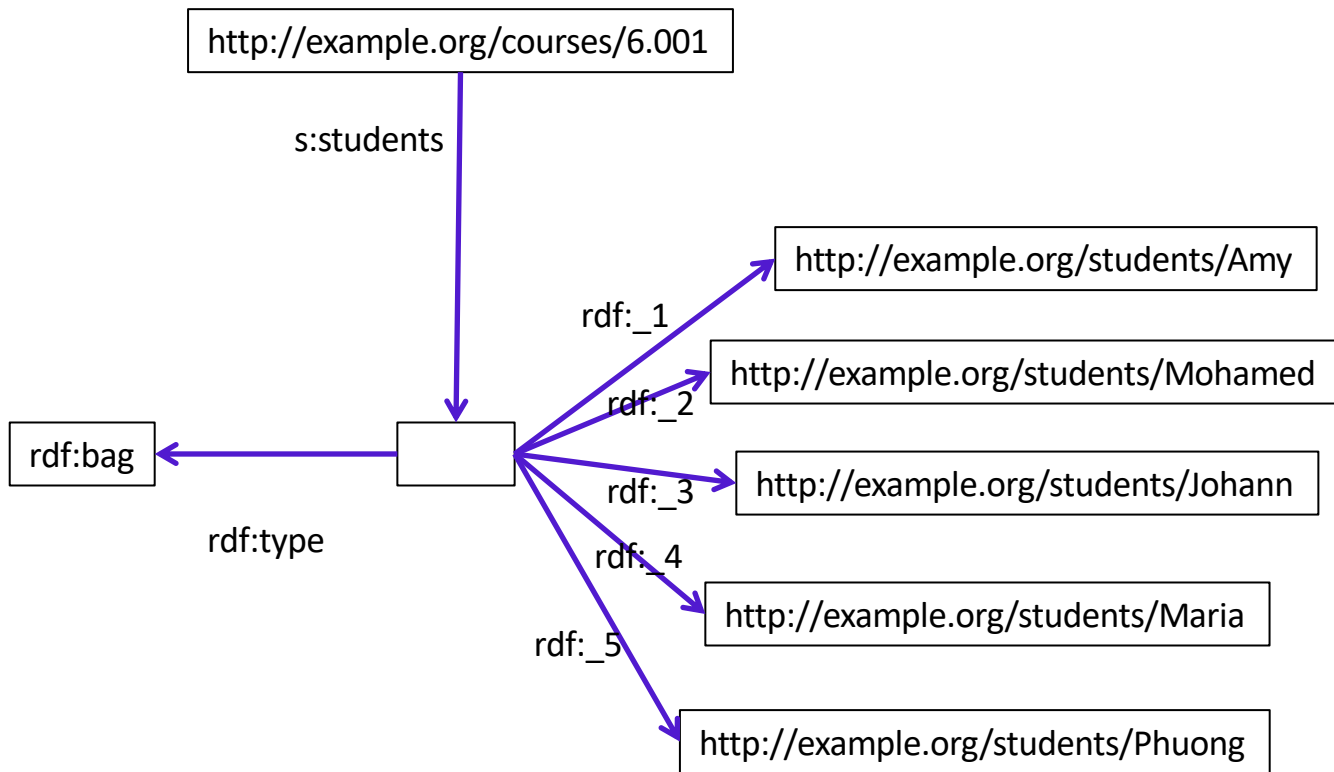 http://example.org/courses/6.001
s:students
http://example.org/students/Amy
rdf:_1
http://example.org/students/Mohamed
rdf:_2
rdf:bag
http://example.org/students/Johann
rdf:_3
rdf:type
rdf:_4
http://example.org/students/Maria
rdf:_5
http://example.org/students/Phuong